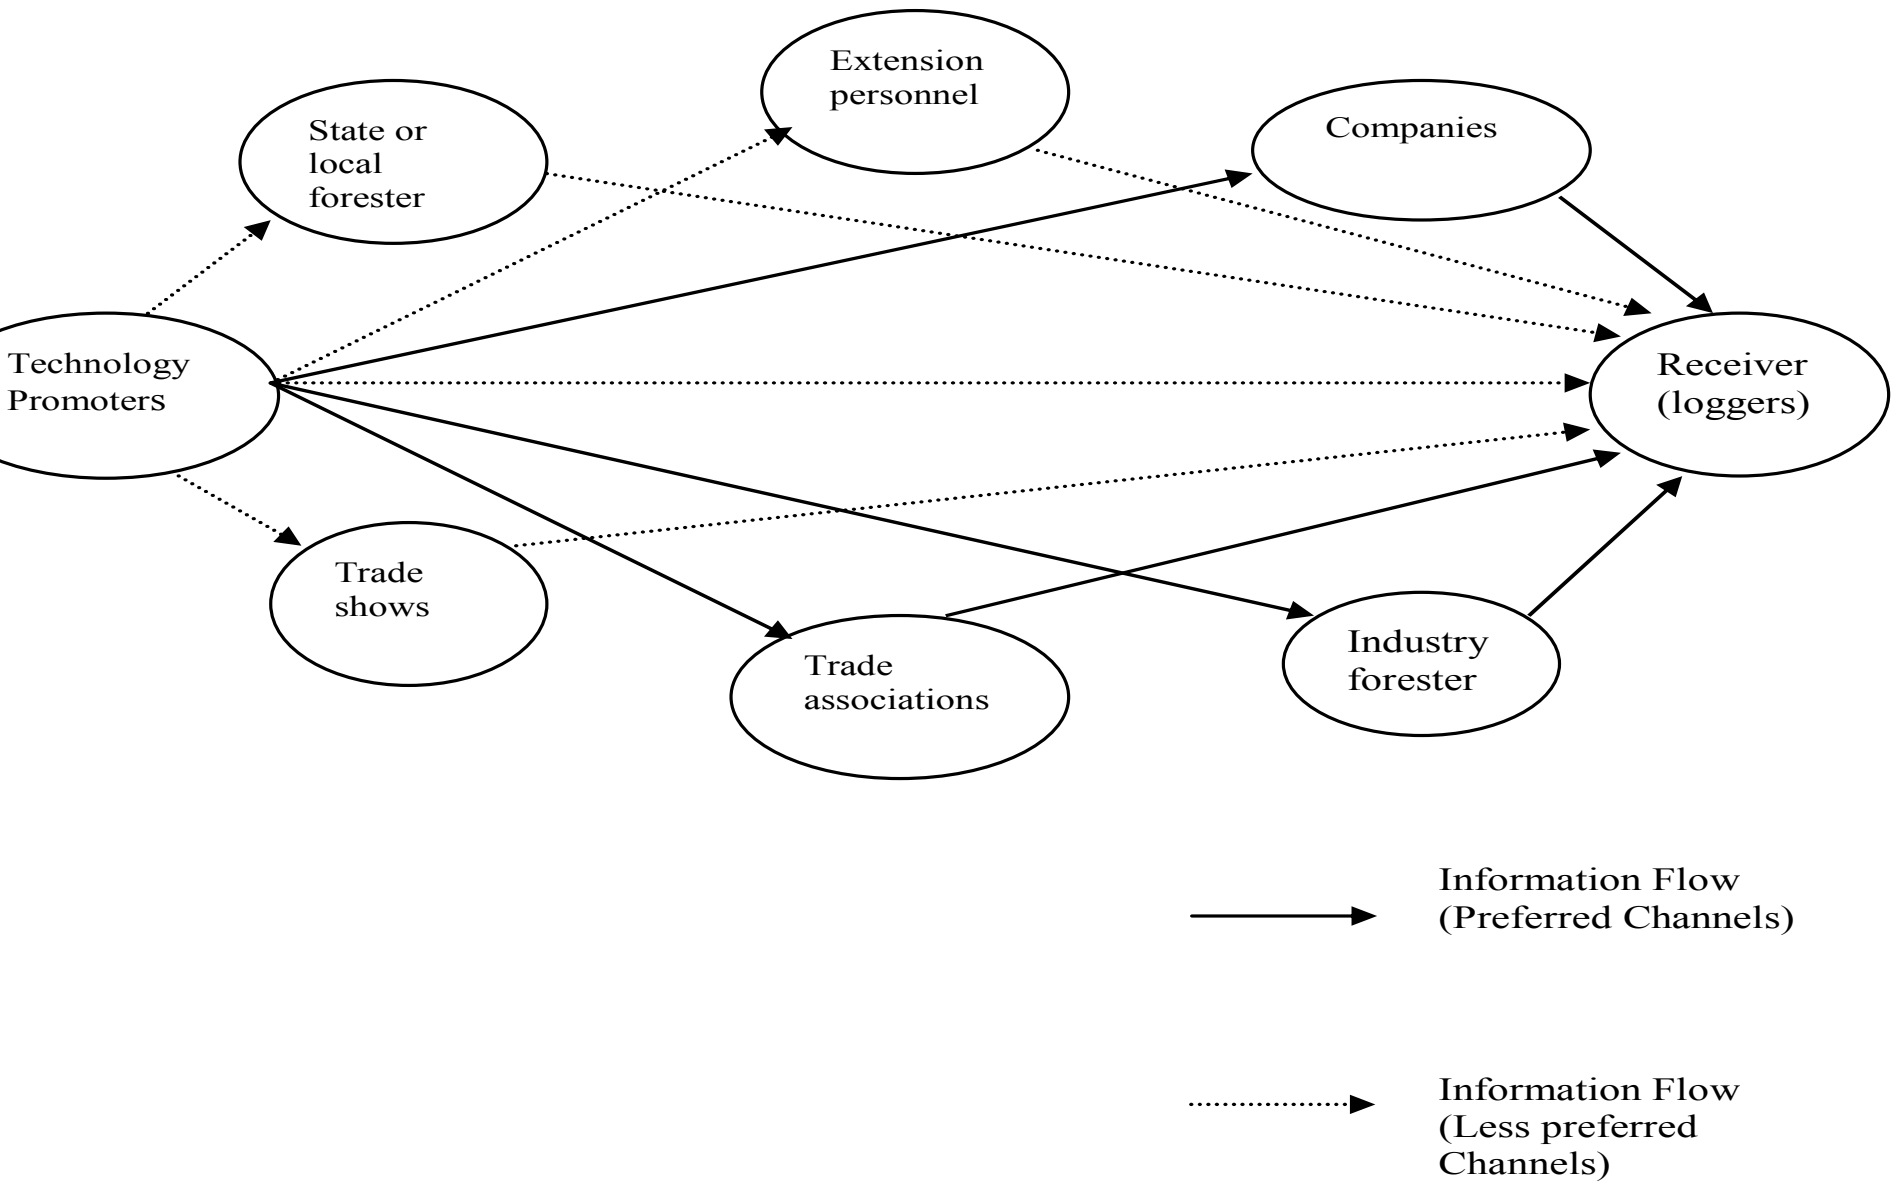 Extension
personnel
State or
local
forester
Companies
Technology
Promoters
Receiver
(loggers)
Trade
shows
Trade
associations
Industry
forester
Information Flow
(Preferred Channels)
Information Flow
(Less preferred
Channels)